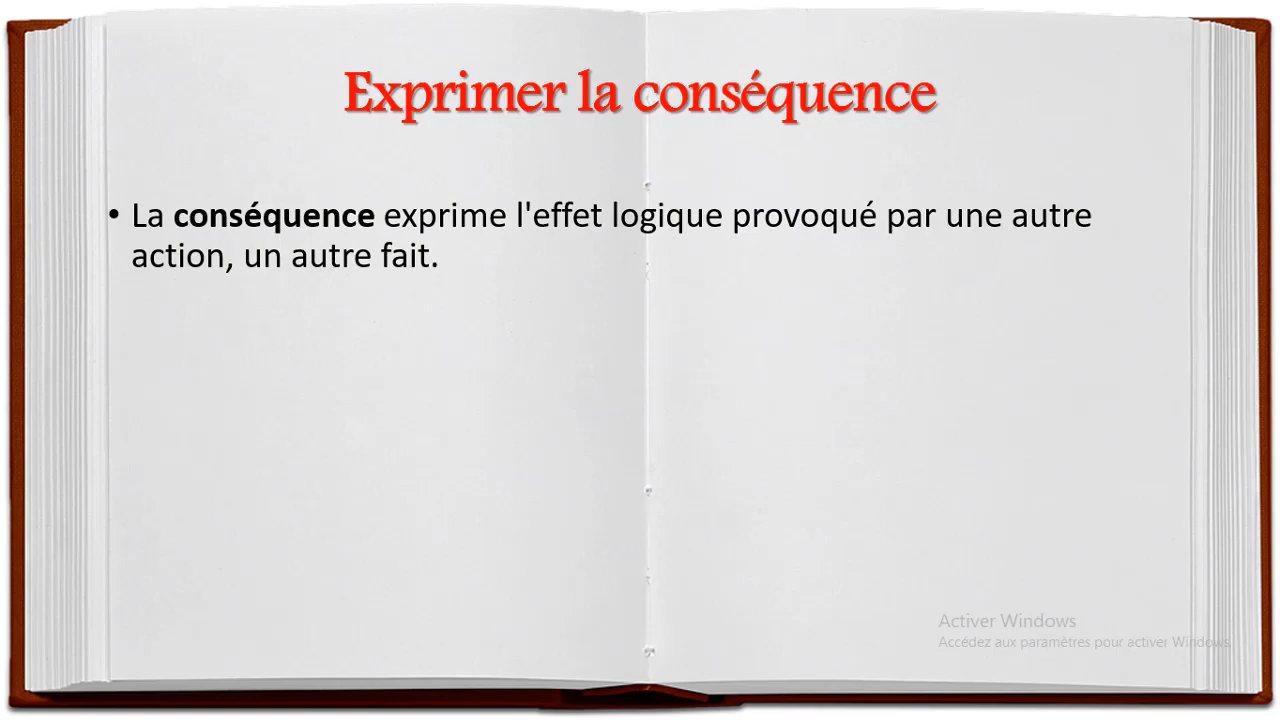 Exprimer la conséquence
• La conséquence exprime l'effet logique provoqué par une autre
action, un autre fait.
Activer Windows
Accédez aux paramètres pour activer Windows.